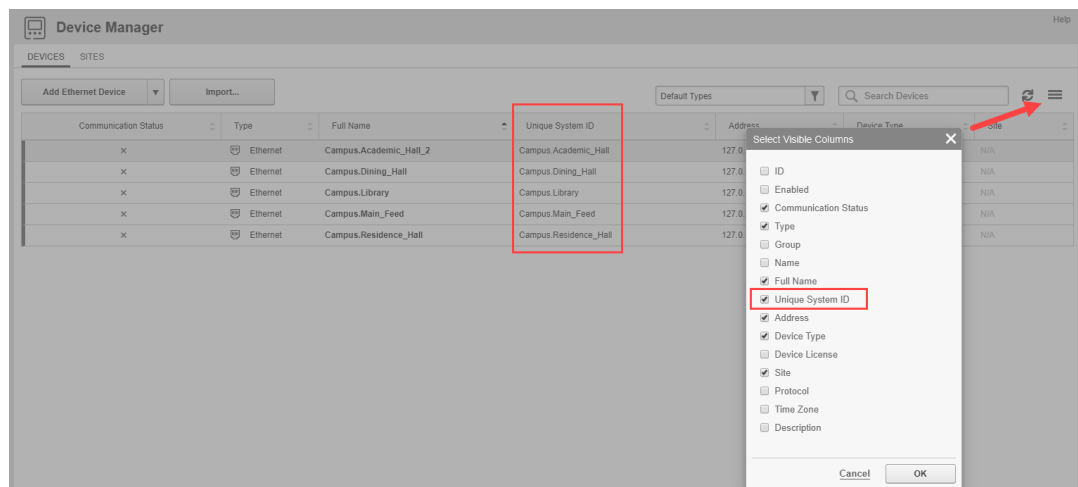 Help
Device Manager
DEVICES SITES
Add Ethernet Device Import... Default Types Search Devices
Communication Status Type Full Name Unique System ID Address Device Type Site
Ethernet Campus.Academic_Hall_2 Campus.Academic_Hall 127.0. N/A
Ethernet Campus.Dining_Hall Campus.Dining_Hall 127.0. N/A
Ethernet Campus.Library Campus.Library 127.0. N/A
Ethernet Campus.Main_Feed Campus.Main_Feed 127.0. N/A
Ethernet Campus.Residence_Hall Campus.Residence_Hall 127.0. N/A
Select Visible Columns
ID
Enabled
Communication Status
Type
Group
Name
Full Name
Unique System ID
Address
Device Type
Device License
Site
Protocol
Time Zone
Description
Cancel OK